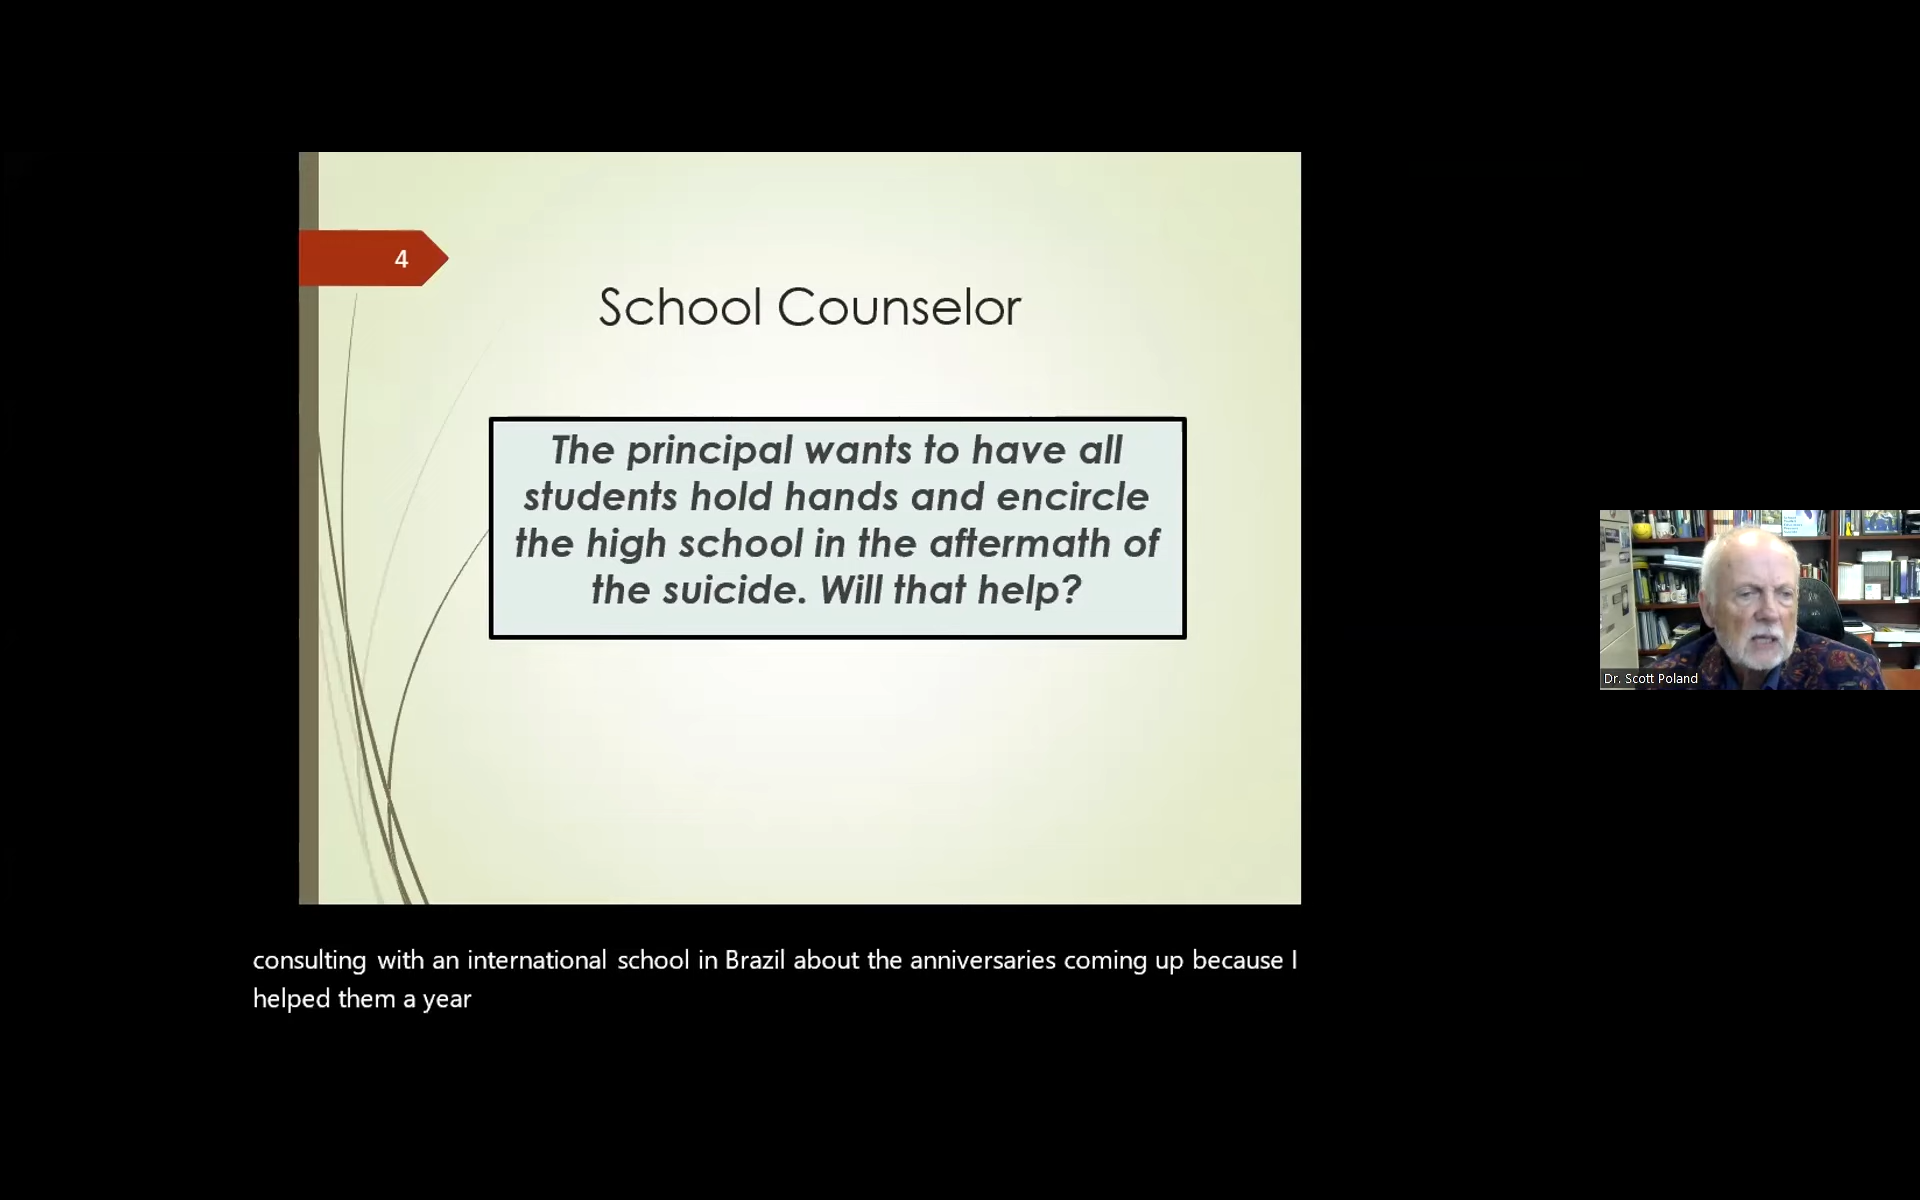 4
School Counselor
The principal wants to have all
students hold hands and encircle
the high school in the aftermath of
the suicide. Will that help?
Dr. Scott Poland
consulting with an international school in Brazil about the anniversaries coming up because I
helped them a year